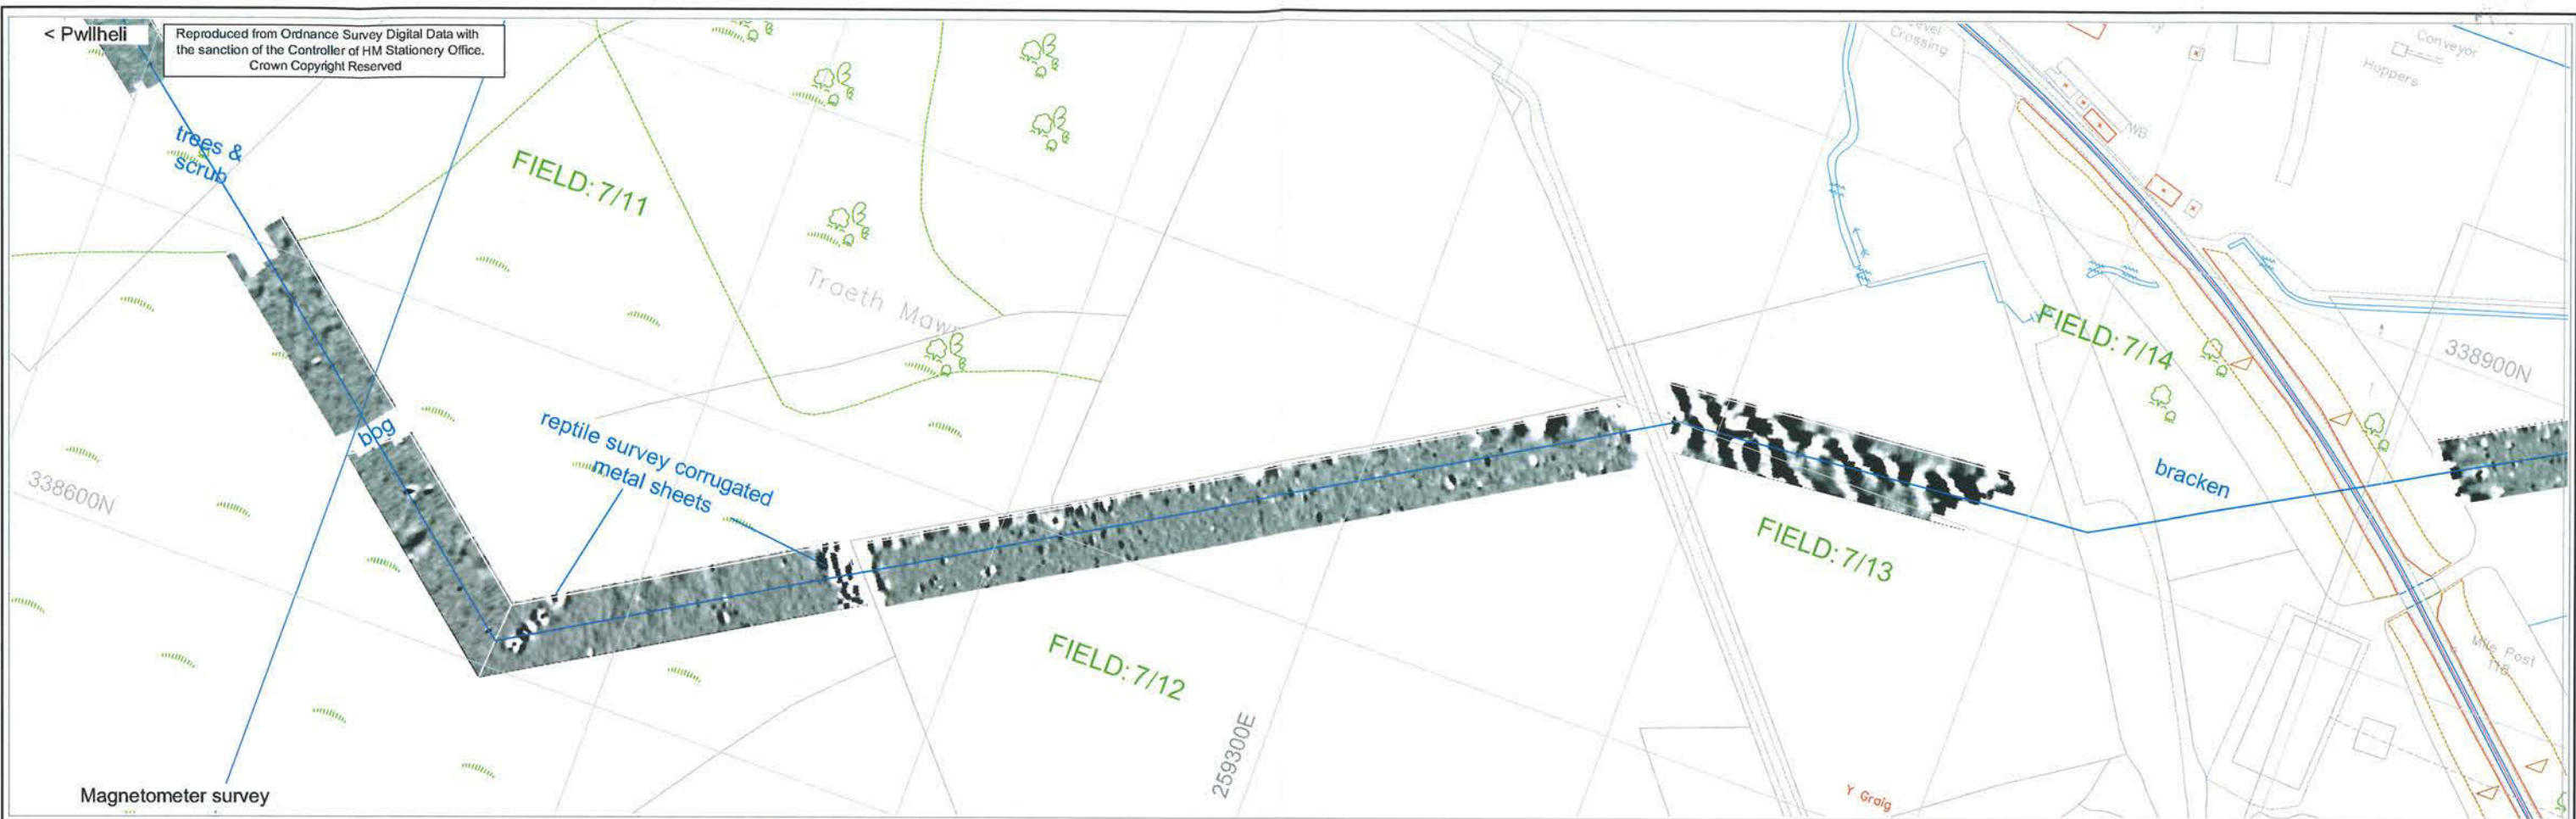 < Pwllheli
Reproduced from Ordnance Survey Digital Data with
the sanction of the Controller of HM Stationery Office.
Crown Copyright Reserved
trees &
scrub
FIELD: 7/11
Traeth Mawr
bog
reptile survey corrugated
metal sheets
338600N
FIELD: 7/12
259300E
Magnetometer survey
Level
Crossing
Conveyor
Hoppers
WB
FIELD: 7/14
338900N
bracken
FIELD: 7/13
Mile Post
118
Y Graig